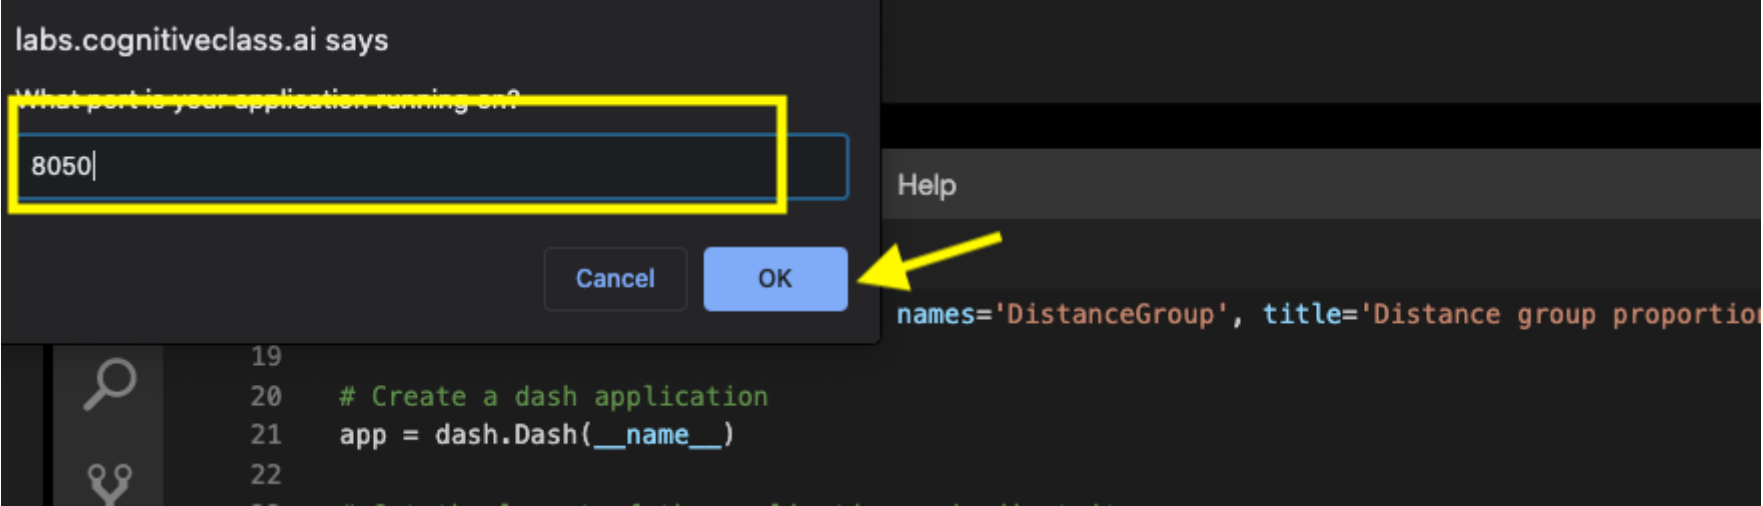 labs.cognitiveclass.ai says
What port is your application running on?
8050
Cancel
OK
Help
names='DistanceGroup', title='Distance group proportion
19
20 # Create a dash application
21 app = dash.Dash(__name__)
22